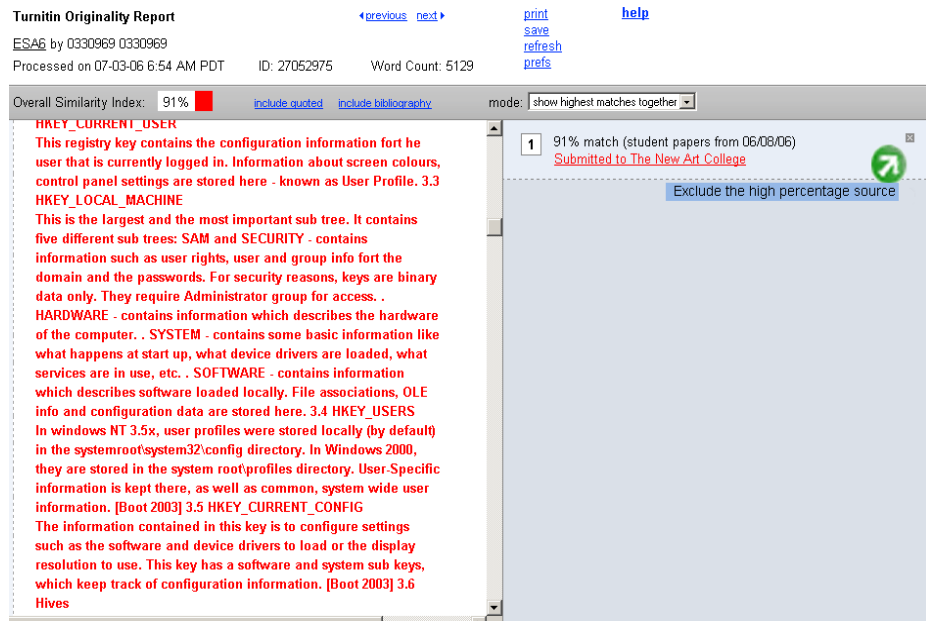 Turnitin Originality Report
previous next
print
help
save
ESA6 by 0330969 0330969
refresh
Processed on 07-03-06 6:54 AM PDT ID: 27052975 Word Count: 5129
prefs
Overall Similarity Index: 91% include quoted include bibliography mode: show highest matches together
HKEY_CURRENT_USER
This registry key contains the configuration information fort he
user that is currently logged in. Information about screen colours,
control panel settings are stored here - known as User Profile. 3.3
HKEY_LOCAL_MACHINE
This is the largest and the most important sub tree. It contains
five different sub trees: SAM and SECURITY - contains
information such as user rights, user and group info fort the
domain and the passwords. For security reasons, keys are binary
data only. They require Administrator group for access. .
HARDWARE - contains information which describes the hardware
of the computer. . SYSTEM - contains some basic information like
what happens at start up, what device drivers are loaded, what
services are in use, etc. . SOFTWARE - contains information
which describes software loaded locally. File associations, OLE
info and configuration data are stored here. 3.4 HKEY_USERS
In windows NT 3.5x, user profiles were stored locally (by default)
in the systemroot\system32\config directory. In Windows 2000,
they are stored in the system root\profiles directory. User-Specific
information is kept there, as well as common, system wide user
information. [Boot 2003] 3.5 HKEY_CURRENT_CONFIG
The information contained in this key is to configure settings
such as the software and device drivers to load or the display
resolution to use. This key has a software and system sub keys,
which keep track of configuration information. [Boot 2003] 3.6
Hives
1 91% match (student papers from 06/08/06)
Submitted to The New Art College
Exclude the high percentage source